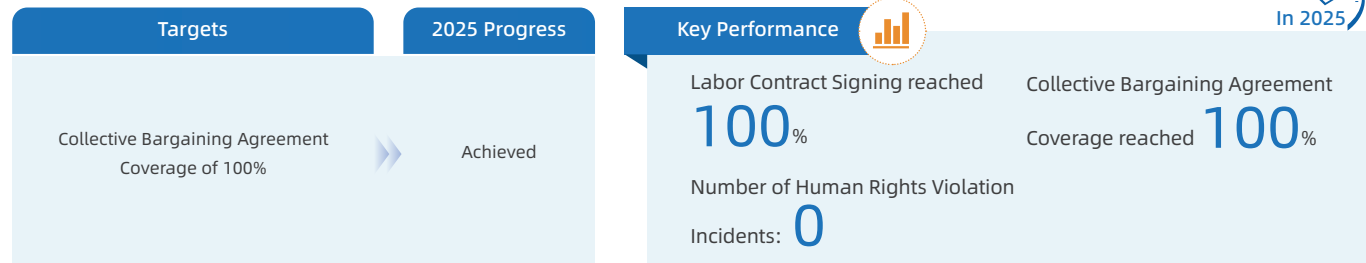 Targets
2025 Progress
Collective Bargaining Agreement
Coverage of 100%
Achieved
Key Performance
In 2025
Labor Contract Signing reached
100%
Collective Bargaining Agreement
Coverage reached 100%
Number of Human Rights Violation
Incidents: 0